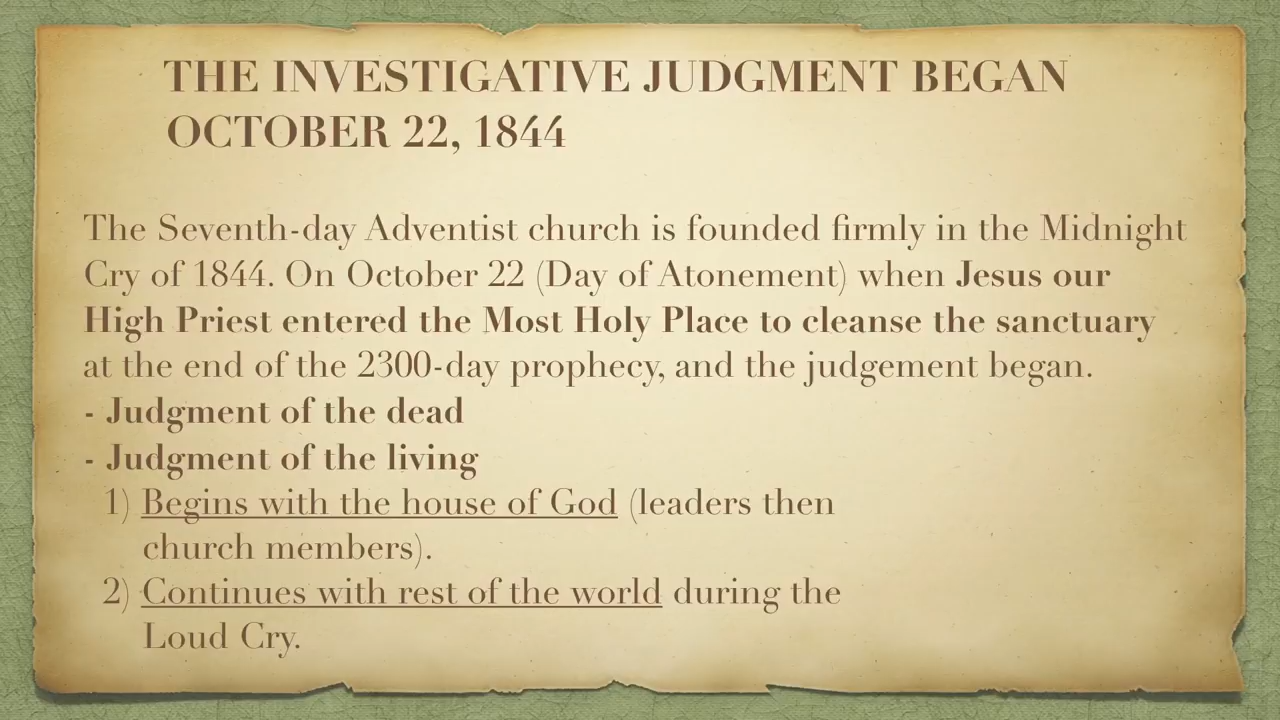 THE INVESTIGATIVE JUDGMENT BEGAN
OCTOBER 22, 1844
The Seventh-day Adventist church is founded firmly in the Midnight
Cry of 1844. On October 22 (Day of Atonement) when Jesus our
High Priest entered the Most Holy Place to cleanse the sanctuary
at the end of the 2300-day prophecy, and the judgement began.
- Judgment of the dead
- Judgment of the living
1) Begins with the house of God (leaders then
church members).
2) Continues with rest of the world during the
Loud Cry.